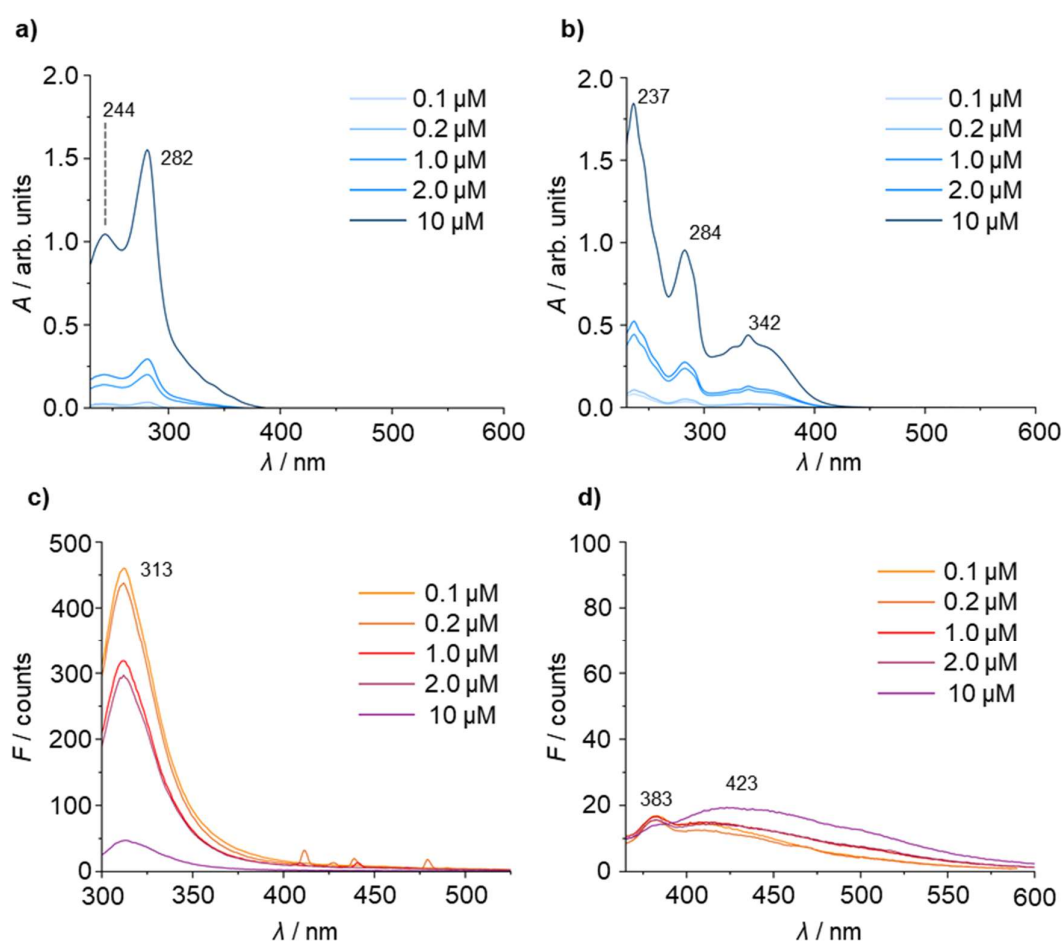 a)
2.0
1.5
1.0
0.5
0.0
A / arb. units
244
282
0.1 µM
0.2 µM
1.0 µM
2.0 µM
10 µM
300
400
500
600
λ / nm
b)
2.0
1.5
1.0
0.5
0.0
A / arb. units
237
284
342
0.1 µM
0.2 µM
1.0 µM
2.0 µM
10 µM
300
400
500
600
λ / nm
c)
500
400
300
200
100
0
F / counts
313
0.1 µM
0.2 µM
1.0 µM
2.0 µM
10 µM
300
350
400
450
500
λ / nm
d)
100
80
60
40
20
0
F / counts
383
423
0.1 µM
0.2 µM
1.0 µM
2.0 µM
10 µM
400
450
500
550
600
λ / nm